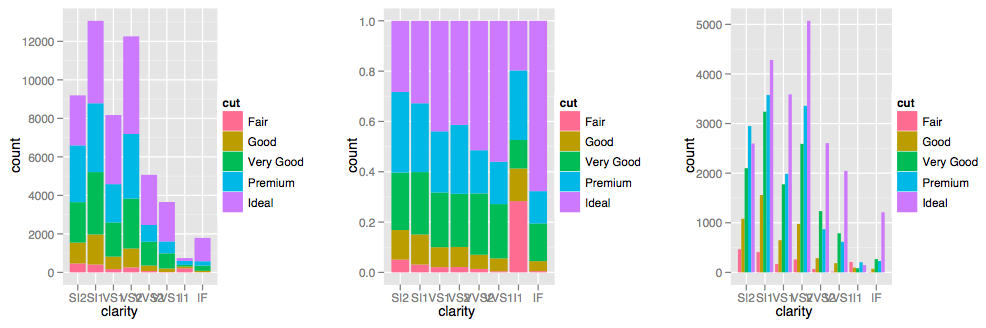 12000
10000
8000
6000
4000
2000
0
count
SI2 SI1 VS1 VS2 VVS2 VVS1 I1 IF
clarity
cut
Fair
Good
Very Good
Premium
Ideal
1.0
0.8
0.6
0.4
0.2
0.0
count
SI2 SI1 VS1 VS2 VVS2 VVS1 I1 IF
clarity
cut
Fair
Good
Very Good
Premium
Ideal
5000
4000
3000
2000
1000
0
count
SI2 SI1 VS1 VS2 VVS2 VVS1 I1 IF
clarity
cut
Fair
Good
Very Good
Premium
Ideal